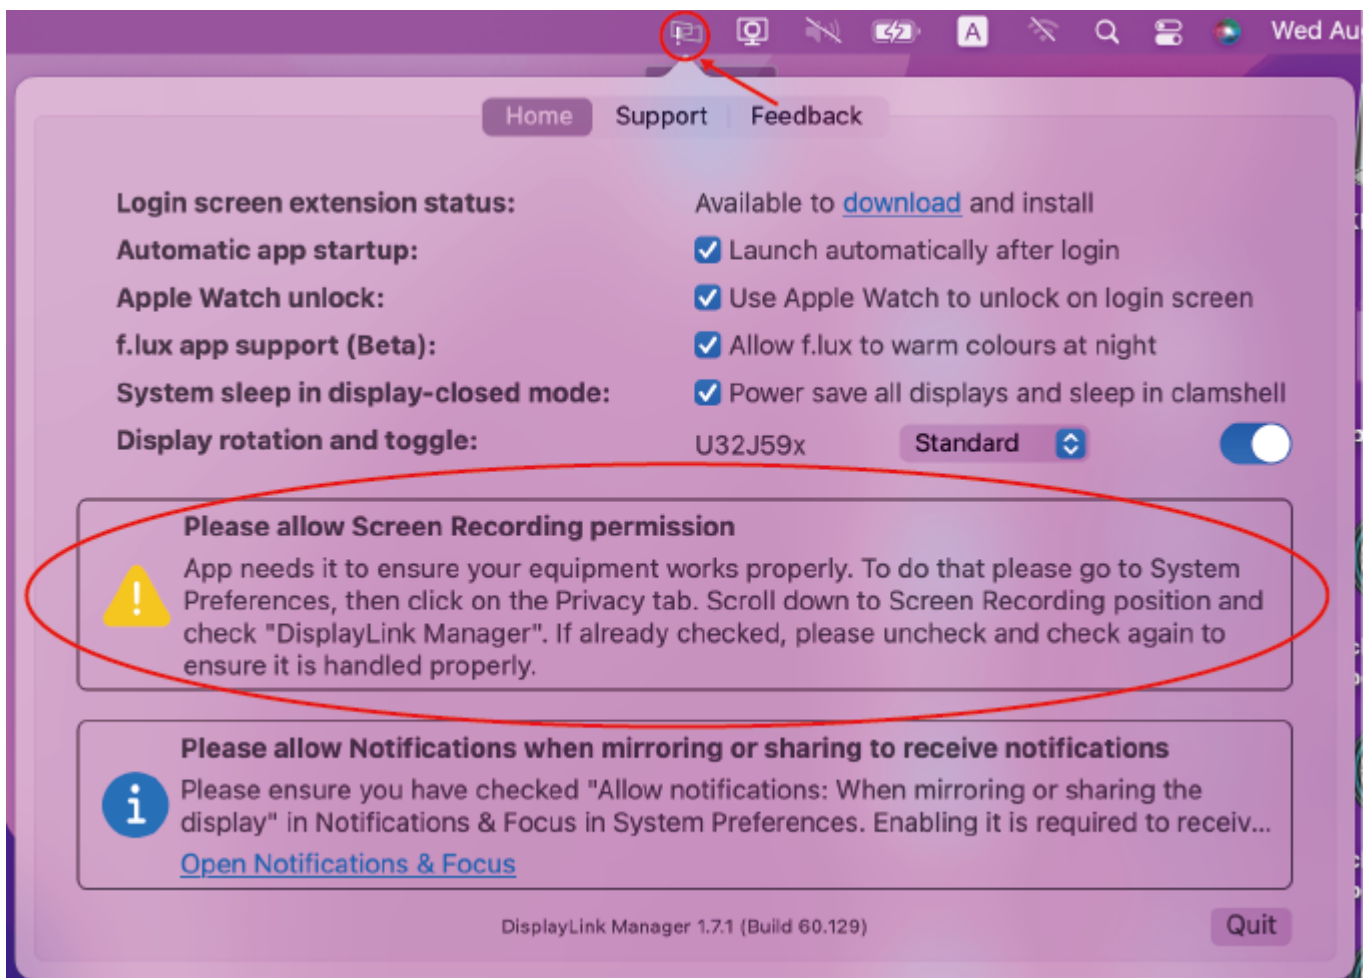 A
Wed Au
Home Support Feedback
Login screen extension status: Available to download and install
Automatic app startup: Launch automatically after login
Apple Watch unlock: Use Apple Watch to unlock on login screen
f.lux app support (Beta): Allow f.lux to warm colours at night
System sleep in display-closed mode: Power save all displays and sleep in clamshell
Display rotation and toggle: U32J59x Standard
Please allow Screen Recording permission
App needs it to ensure your equipment works properly. To do that please go to System
Preferences, then click on the Privacy tab. Scroll down to Screen Recording position and
check "DisplayLink Manager". If already checked, please uncheck and check again to
ensure it is handled properly.
Please allow Notifications when mirroring or sharing to receive notifications
Please ensure you have checked "Allow notifications: When mirroring or sharing the
display" in Notifications & Focus in System Preferences. Enabling it is required to receiv...
Open Notifications & Focus
DisplayLink Manager 1.7.1 (Build 60.129)
Quit